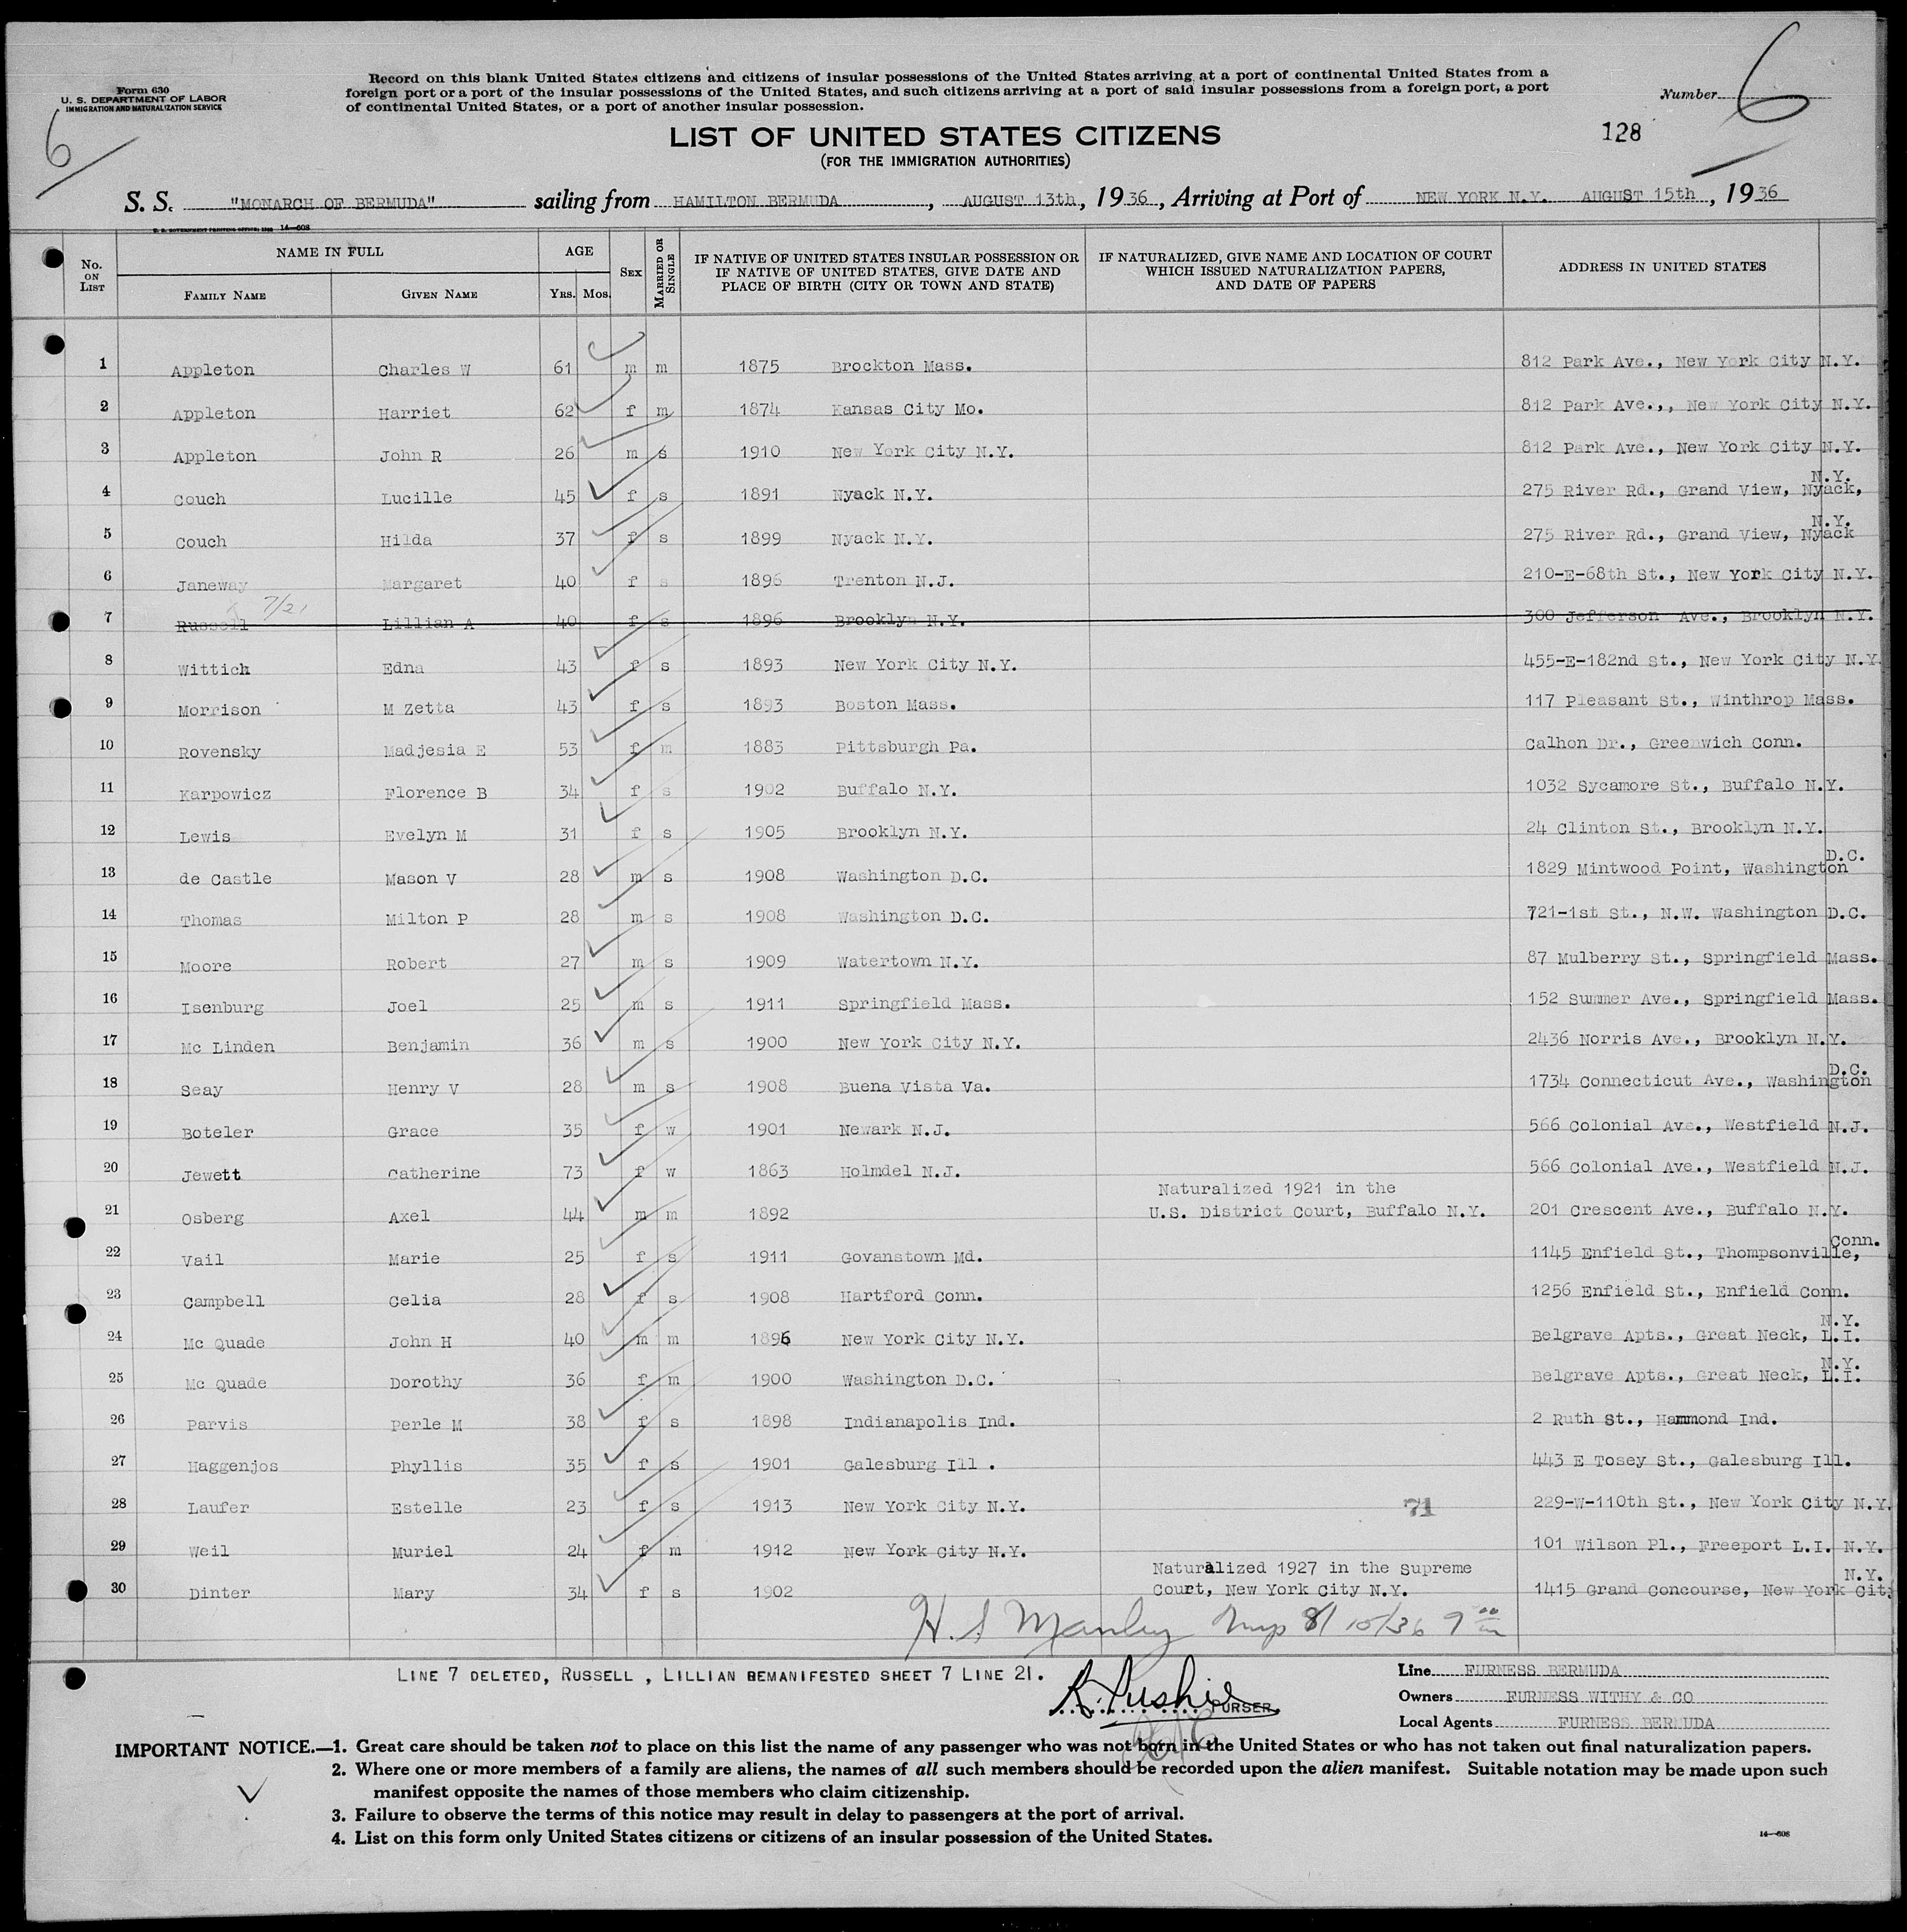 Form 630
U. S. DEPARTMENT OF LABOR
IMMIGRATION AND NATURALIZATION SERVICE
6
Record on this blank United States citizens and citizens of insular possessions of the United States arriving at a port of continental United States from a
foreign port or a port of the insular possessions of the United States, and such citizens arriving at a port of said insular possessions from a foreign port, a port
of continental United States, or a port of another insular possession.
Number 6
LIST OF UNITED STATES CITIZENS
128
(FOR THE IMMIGRATION AUTHORITIES)
S. S. "MONARCH OF BERMUDA" sailing from HAMILTON BERMUDA, AUGUST 13th, 1936, Arriving at Port of NEW YORK N.Y. AUGUST 15th, 1936
U. S. GOVERNMENT PRINTING OFFICE: 14—608
No. ON LIST
NAME IN FULL
FAMILY NAME GIVEN NAME
AGE
YRS. MOS.
SEX
MARRIED OR SINGLE
IF NATIVE OF UNITED STATES INSULAR POSSESSION OR
IF NATIVE OF UNITED STATES, GIVE DATE AND
PLACE OF BIRTH (CITY OR TOWN AND STATE)
IF NATURALIZED, GIVE NAME AND LOCATION OF COURT
WHICH ISSUED NATURALIZATION PAPERS,
AND DATE OF PAPERS
ADDRESS IN UNITED STATES
1 Appleton Charles W 61 m m 1875 Brockton Mass. 812 Park Ave., New York City N.Y.
2 Appleton Harriet 62 f m 1874 Kansas City Mo. 812 Park Ave.,, New York City N.Y.
3 Appleton John R 26 m s 1910 New York City N.Y. 812 Park Ave., New York City N.Y.
4 Couch Lucille 45 f s 1891 Nyack N.Y. 275 River Rd., Grand View, Nyack, N.Y.
5 Couch Hilda 37 f s 1899 Nyack N.Y. 275 River Rd., Grand View, Nyack N.Y.
6 Janeway Margaret 40 f s 1896 Trenton N.J. 210-E-68th St., New York City N.Y.
7/21
7 Russell Lillian A 40 f s 1896 Brooklyn N.Y. 300 Jefferson Ave., Brooklyn N.Y.
8 Wittich Edna 43 f s 1893 New York City N.Y. 455-E-182nd St., New York City N.Y
9 Morrison M Zetta 43 f s 1893 Boston Mass. 117 Pleasant St., Winthrop Mass.
10 Rovensky Madjesia E 53 f m 1883 Pittsburgh Pa. Calhon Dr., Greenwich Conn.
11 Karpowicz Florence B 34 f s 1902 Buffalo N.Y. 1032 Sycamore St., Buffalo N.Y.
12 Lewis Evelyn M 31 f s 1905 Brooklyn N.Y. 24 Clinton St., Brooklyn N.Y.
13 de Castle Mason V 28 m s 1908 Washington D.C. 1829 Mintwood Point, Washington D.C.
14 Thomas Milton P 28 m s 1908 Washington D.C. 721-1st St., N.W. Washington D.C.
15 Moore Robert 27 m s 1909 Watertown N.Y. 87 Mulberry St., Springfield Mass.
16 Isenburg Joel 25 m s 1911 Springfield Mass. 152 Summer Ave., Springfield Mass.
17 Mc Linden Benjamin 36 m s 1900 New York City N.Y. 2436 Norris Ave., Brooklyn N.Y.
18 Seay Henry V 28 m s 1908 Buena Vista Va. 1734 Connecticut Ave., Washington D.C.
19 Boteler Grace 35 f w 1901 Newark N.J. 566 Colonial Ave., Westfield N.J.
20 Jewett Catherine 73 f w 1863 Holmdel N.J. 566 Colonial Ave., Westfield N.J.
21 Osberg Axel 44 m m 1892 Naturalized 1921 in the U.S. District Court, Buffalo N.Y. 201 Crescent Ave., Buffalo N.Y.
22 Vail Marie 25 f s 1911 Govanstown Md. 1145 Enfield St., Thompsonville, Conn.
23 Campbell Celia 28 f s 1908 Hartford Conn. 1256 Enfield St., Enfield Conn.
24 Mc Quade John H 40 m m 1896 New York City N.Y. Belgrave Apts., Great Neck, L.I. N.Y.
25 Mc Quade Dorothy 36 f m 1900 Washington D.C. Belgrave Apts., Great Neck, L.I. N.Y.
26 Parvis Perle M 38 f s 1898 Indianapolis Ind. 2 Ruth St., Hammond Ind.
27 Haggenjos Phyllis 35 f s 1901 Galesburg Ill . 443 E Tosey St., Galesburg Ill.
28 Laufer Estelle 23 f s 1913 New York City N.Y. 71 229-W-110th St., New York City N.Y.
29 Weil Muriel 24 f m 1912 New York City N.Y. 101 Wilson Pl., Freeport L.I. N.Y.
30 Dinter Mary 34 f s 1902 Naturalized 1927 in the Supreme Court, New York City N.Y. 1415 Grand Concourse, New York City N.Y.
H. S Manley 8/15/36 9 00
LINE 7 DELETED, RUSSELL , LILLIAN BEMANIFESTED SHEET 7 LINE 21.
PURSER.
Line FURNESS BERMUDA
Owners FURNESS WITHY & CO
Local Agents FURNESS BERMUDA
IMPORTANT NOTICE.—1. Great care should be taken not to place on this list the name of any passenger who was not born in the United States or who has not taken out final naturalization papers.
2. Where one or more members of a family are aliens, the names of all such members should be recorded upon the alien manifest. Suitable notation may be made upon such
manifest opposite the names of those members who claim citizenship.
3. Failure to observe the terms of this notice may result in delay to passengers at the port of arrival.
4. List on this form only United States citizens or citizens of an insular possession of the United States.
14—608